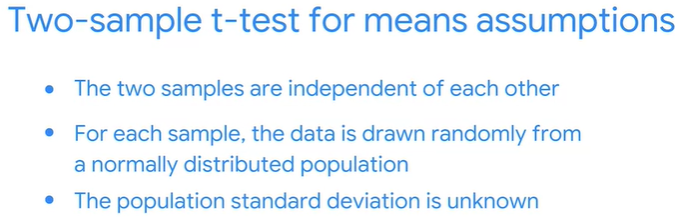 Two-sample t-test for means assumptions
• The two samples are independent of each other
• For each sample, the data is drawn randomly from
a normally distributed population
• The population standard deviation is unknown